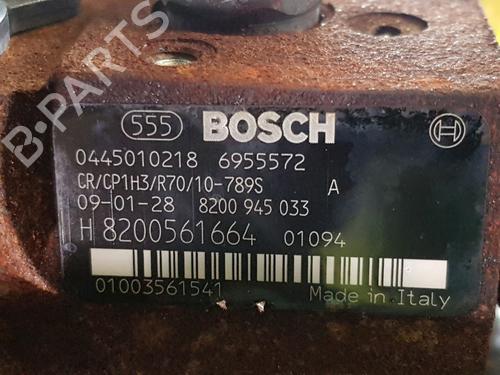 B-PARTS
555 BOSCH
0445010218 6955572
CR/CP1H3/R70/10-789S A
09-01-28 8200 945 033
H 8200561664 01094
01003561541 Made in Italy